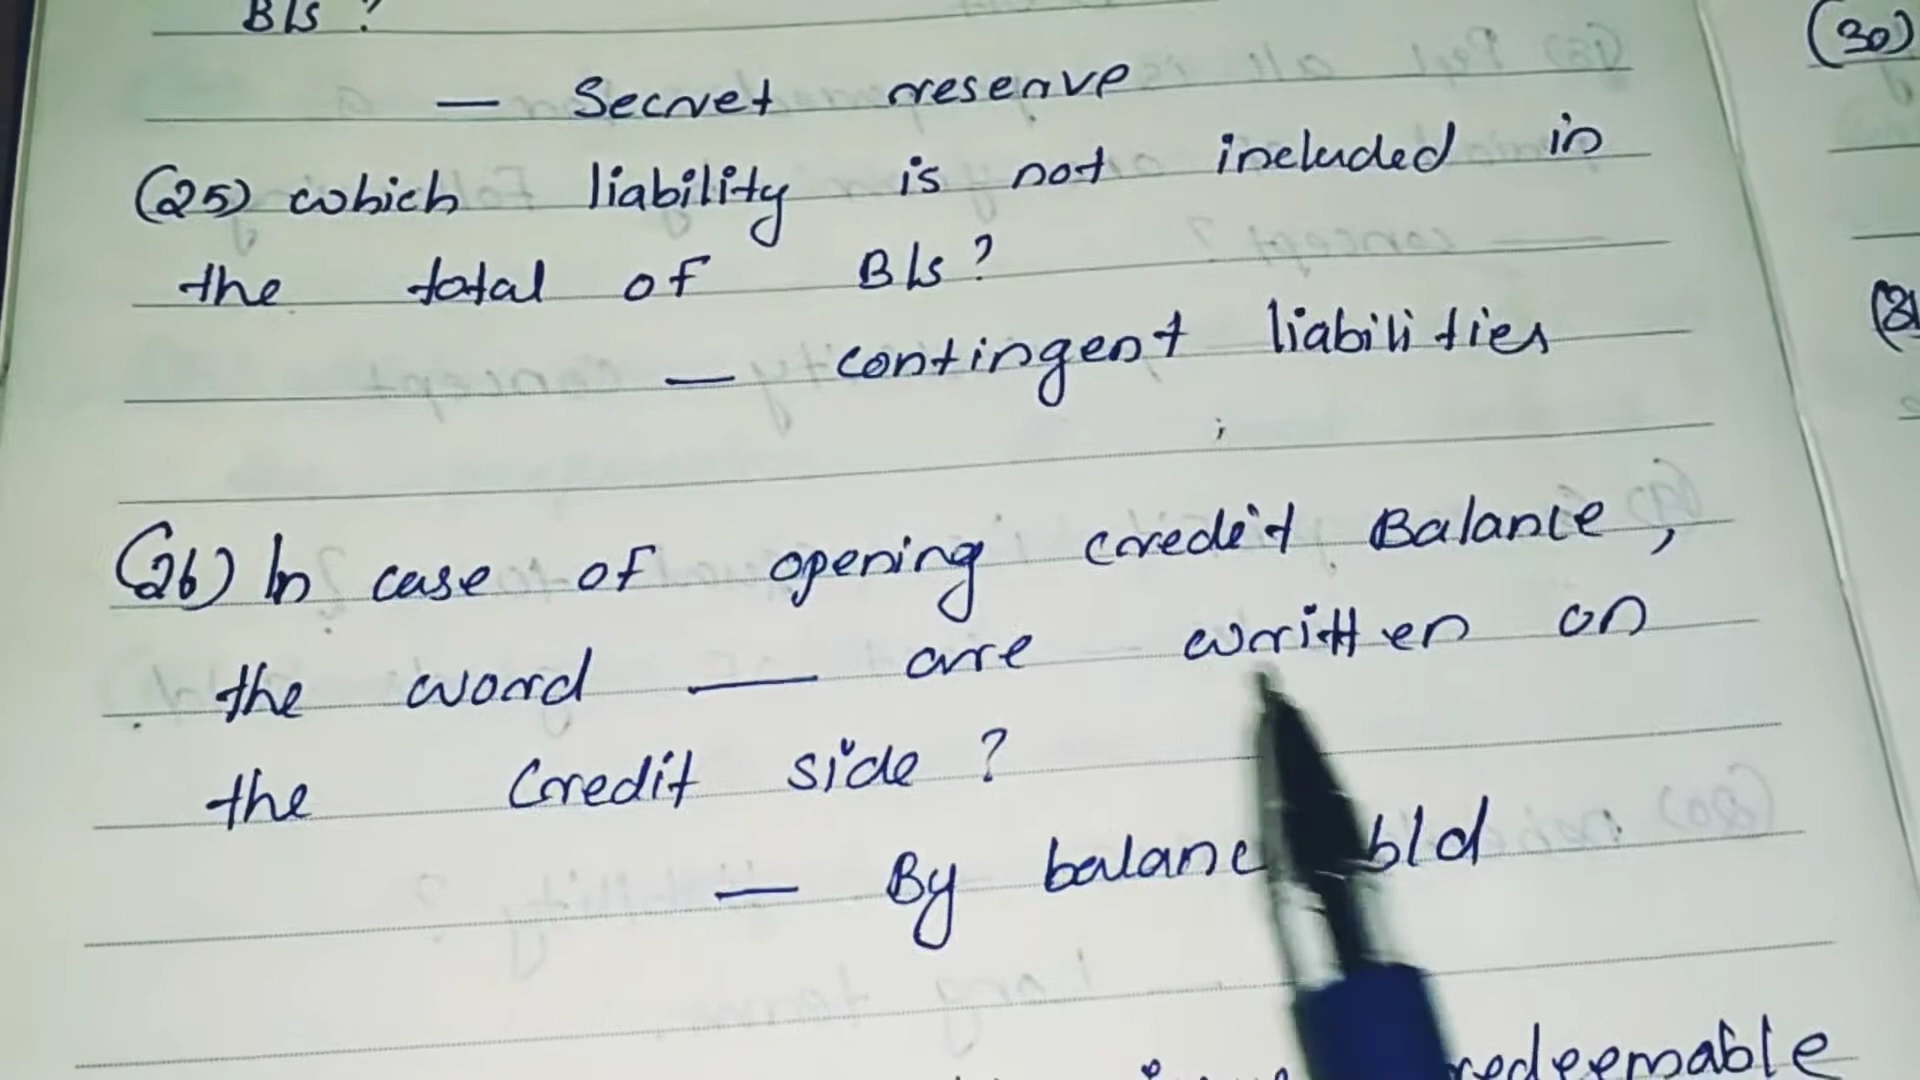 B/s ?
— Secret reserve
(25) which liability is not included in
the total of B/s ?
— contingent liabilities
(26) In case of opening credit Balance,
the word —— are written on
the Credit side ?
— By balance b/d
redeemable
(30)